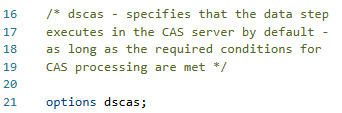 16 /* dscas - specifies that the data step
17 executes in the CAS server by default -
18 as long as the required conditions for
19 CAS processing are met */
20
21 options dscas;